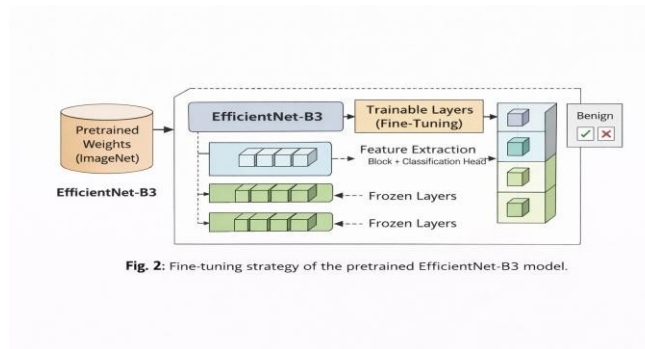 Pretrained
Weights
(ImageNet)
EfficientNet-B3
EfficientNet-B3
Trainable Layers
(Fine-Tuning)
Feature Extraction
Block + Classification Head
Frozen Layers
Frozen Layers
Benign
Fig. 2: Fine-tuning strategy of the pretrained EfficientNet-B3 model.